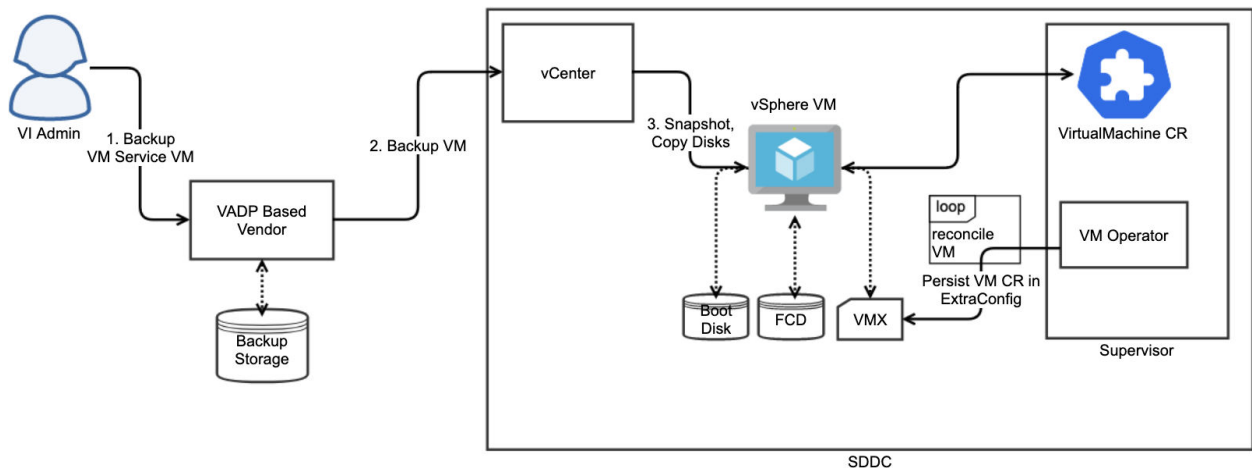 VI Admin
1. Backup
VM Service VM
VADP Based
Vendor
Backup
Storage
2. Backup VM
vCenter
3. Snapshot,
Copy Disks
vSphere VM
Boot
Disk
FCD
VMX
VirtualMachine CR
loop
reconcile
VM
VM Operator
Persist VM CR in
ExtraConfig
Supervisor
SDDC